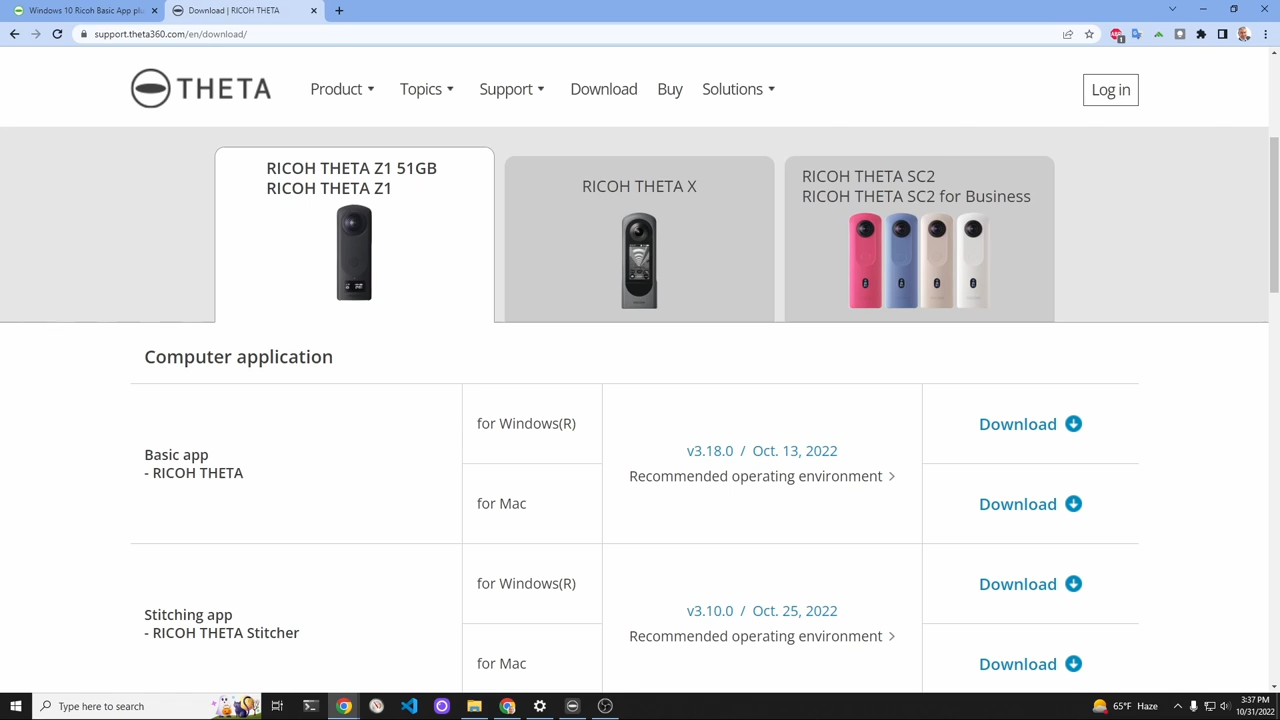 Windows 10 Ricoh Basic App plu
Download | RICOH THETA
support.theta360.com/en/download/
THETA
Product
Topics
Support
Download
Buy
Solutions
Log in
RICOH THETA Z1 51GB
RICOH THETA Z1
RICOH THETA X
RICOH THETA SC2
RICOH THETA SC2 for Business
Computer application
Basic app
- RICOH THETA
for Windows(R)
for Mac
v3.18.0 / Oct. 13, 2022
Recommended operating environment
Download
Download
Stitching app
- RICOH THETA Stitcher
for Windows(R)
for Mac
v3.10.0 / Oct. 25, 2022
Recommended operating environment
Download
Download
Type here to search
65°F Haze
3:37 PM
10/31/2022